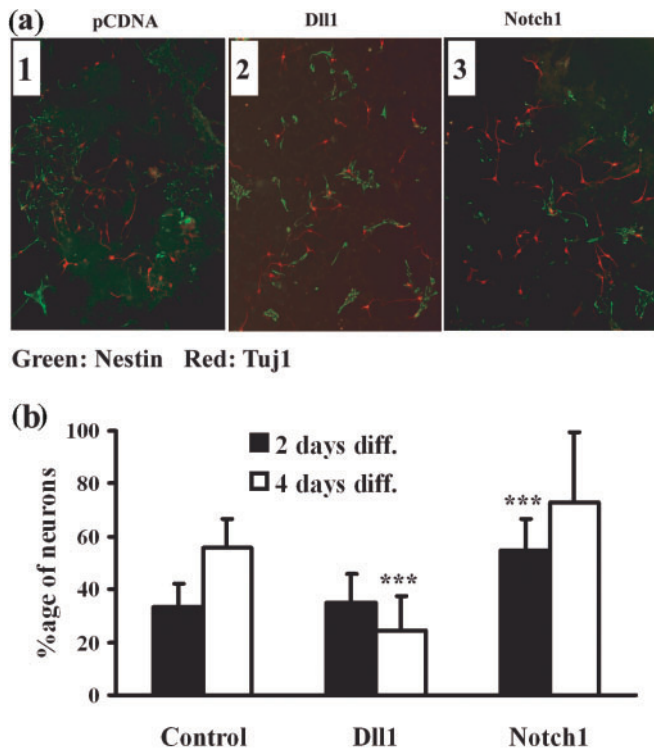 (a)
pCDNA Dll1 Notch1
1 2 3
Green: Nestin Red: Tuj1
(b)
100
80
60
40
20
0
%age of neurons
2 days diff.
4 days diff.
***
***
Control Dll1 Notch1